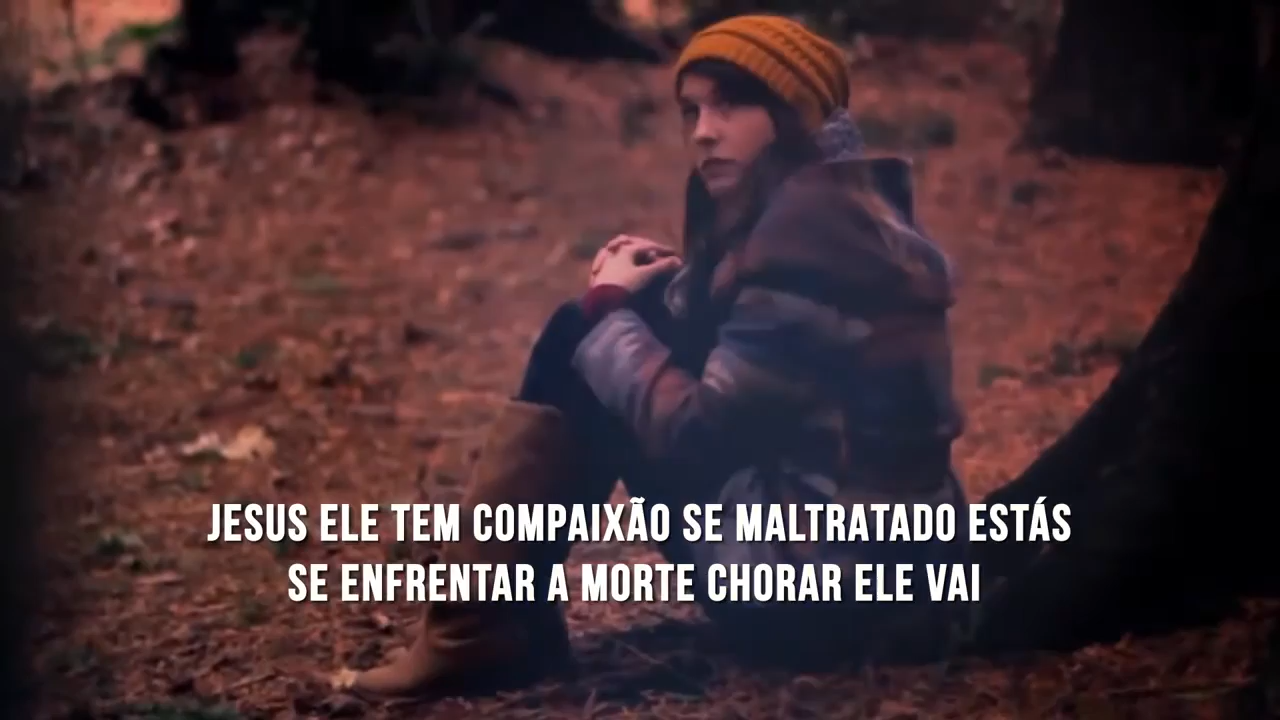 JESUS ELE TEM COMPAIXÃO SE MALTRATADO ESTÁS
SE ENFRENTAR A MORTE CHORAR ELE VAI